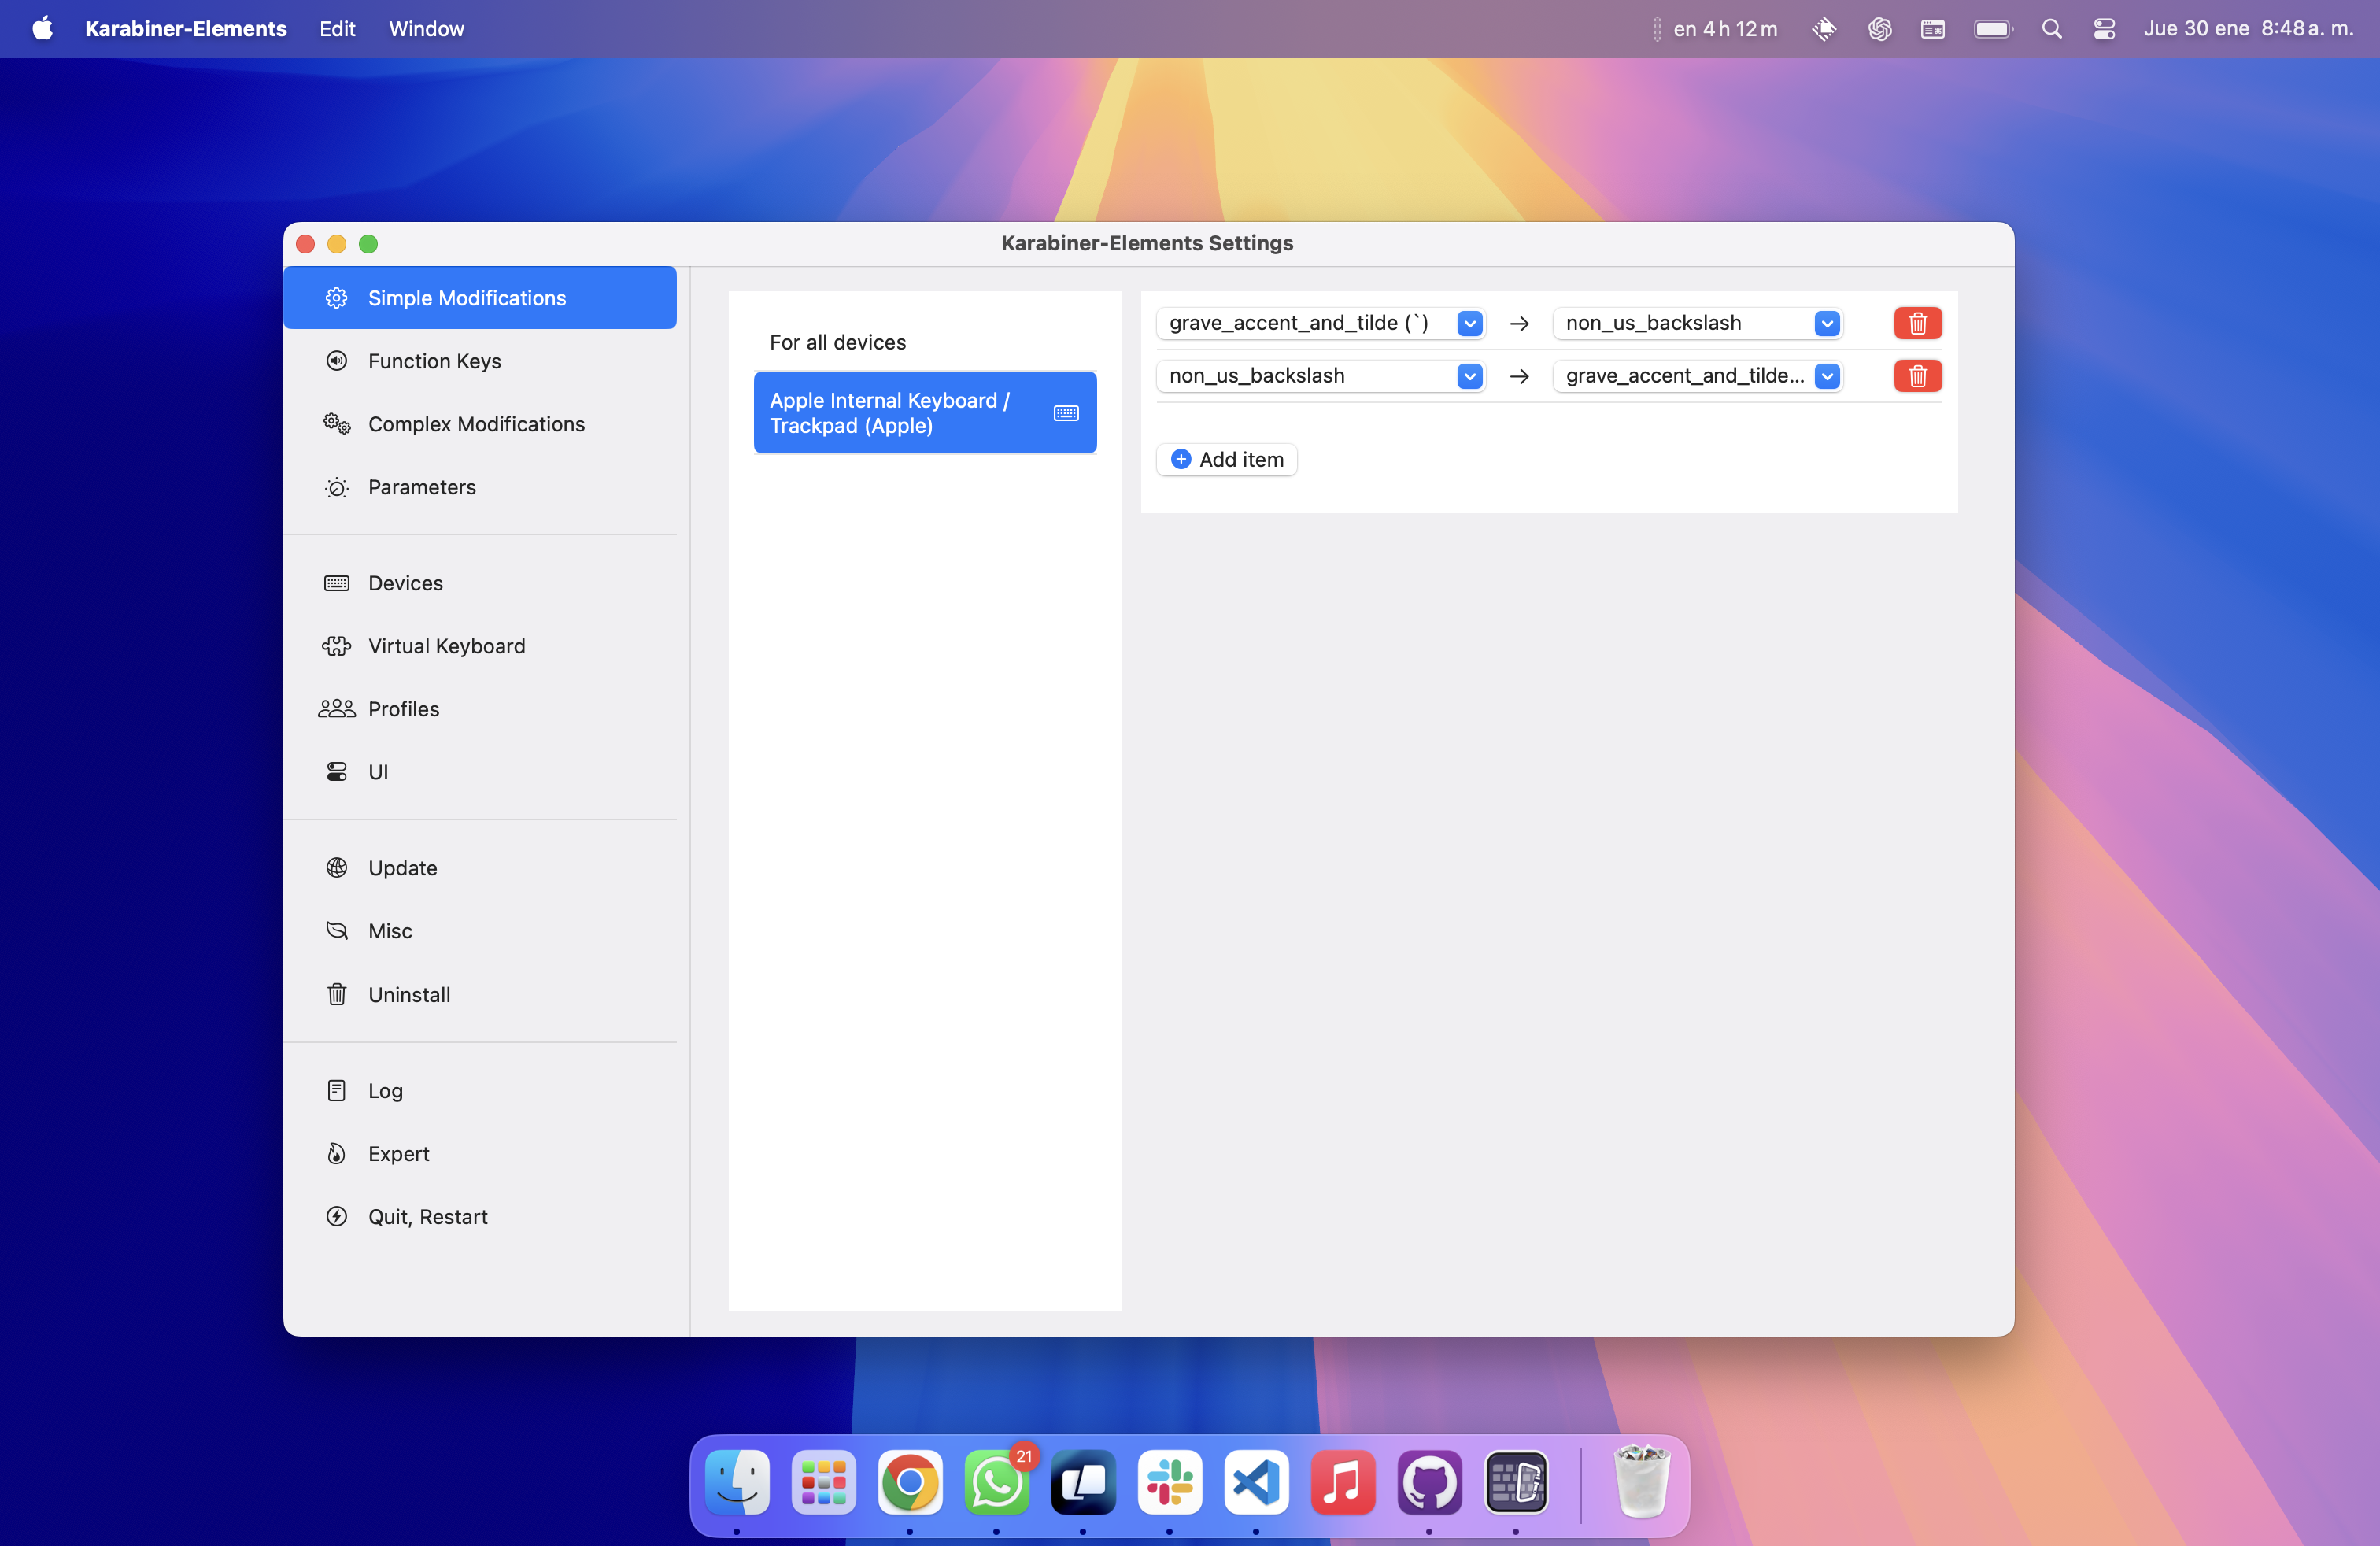 Karabiner-Elements Edit Window en 4 h 12 m Jue 30 ene 8:48 a. m.
Karabiner-Elements Settings
Simple Modifications
Function Keys
Complex Modifications
Parameters
Devices
Virtual Keyboard
Profiles
UI
Update
Misc
Uninstall
Log
Expert
Quit, Restart
For all devices
Apple Internal Keyboard /
Trackpad (Apple)
grave_accent_and_tilde (`) → non_us_backslash
non_us_backslash → grave_accent_and_tilde...
Add item
21